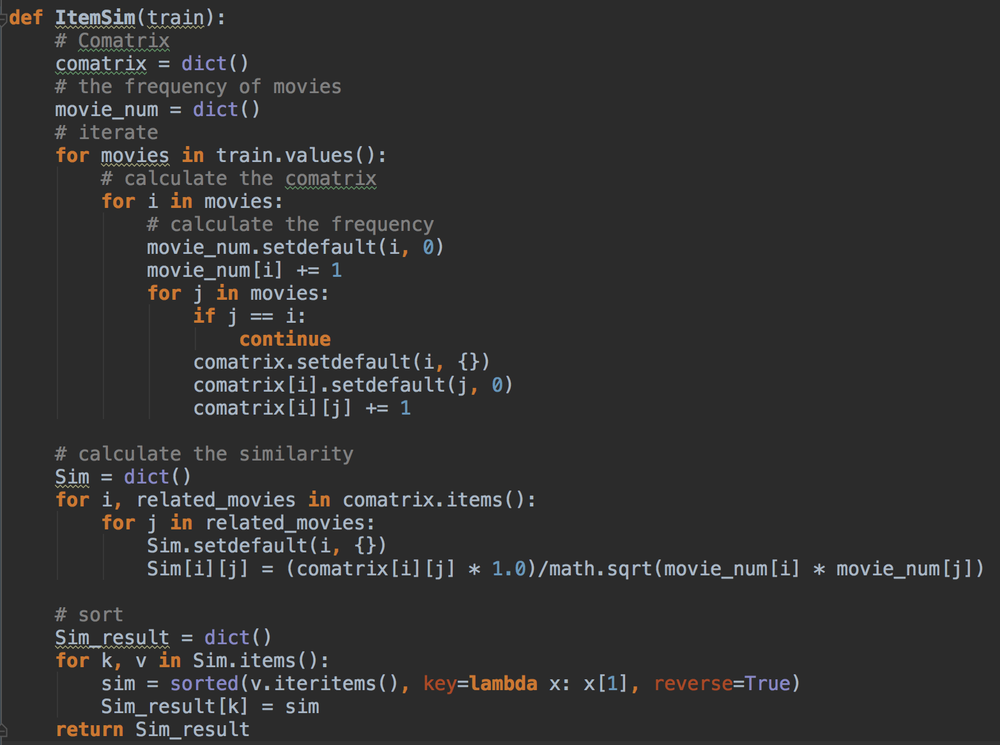 def ItemSim(train):
    # Comatrix
    comatrix = dict()
    # the frequency of movies
    movie_num = dict()
    # iterate
    for movies in train.values():
        # calculate the comatrix
        for i in movies:
            # calculate the frequency
            movie_num.setdefault(i, 0)
            movie_num[i] += 1
            for j in movies:
                if j == i:
                    continue
                comatrix.setdefault(i, {})
                comatrix[i].setdefault(j, 0)
                comatrix[i][j] += 1

    # calculate the similarity
    Sim = dict()
    for i, related_movies in comatrix.items():
        for j in related_movies:
            Sim.setdefault(i, {})
            Sim[i][j] = (comatrix[i][j] * 1.0)/math.sqrt(movie_num[i] * movie_num[j])

    # sort
    Sim_result = dict()
    for k, v in Sim.items():
        sim = sorted(v.iteritems(), key=lambda x: x[1], reverse=True)
        Sim_result[k] = sim
    return Sim_result